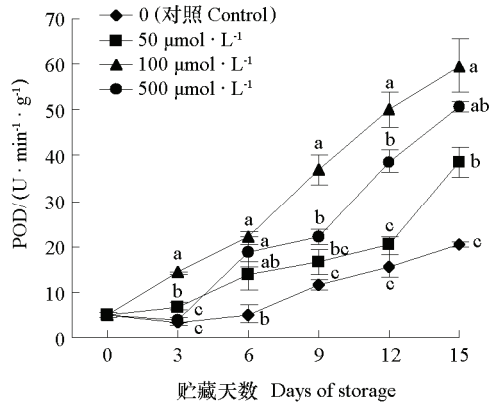 0 (对照 Control)
50 μmol · L⁻¹
100 μmol · L⁻¹
500 μmol · L⁻¹
POD/(U · min⁻¹ · g⁻¹)
70
60
50
40
30
20
10
0
a
a
a
a
a
ab
b
b
b
c
a
ab
bc
c
b
c
c
b
c
c
0 3 6 9 12 15
贮藏天数 Days of storage